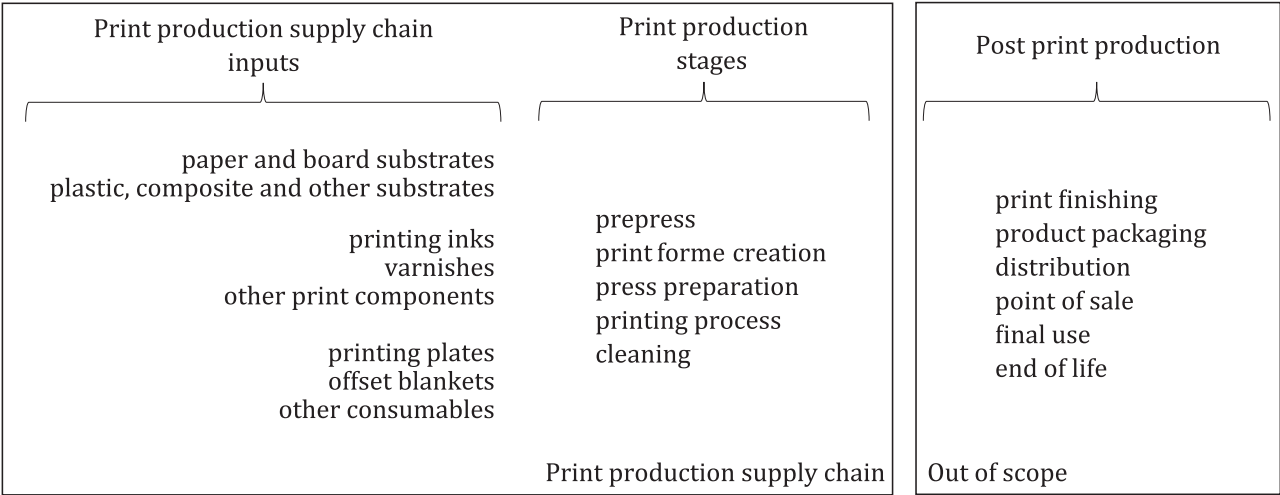 Print production supply chain
inputs
paper and board substrates
plastic, composite and other substrates
printing inks
varnishes
other print components
printing plates
offset blankets
other consumables
Print production
stages
prepress
print forme creation
press preparation
printing process
cleaning
Print production supply chain
Post print production
print finishing
product packaging
distribution
point of sale
final use
end of life
Out of scope